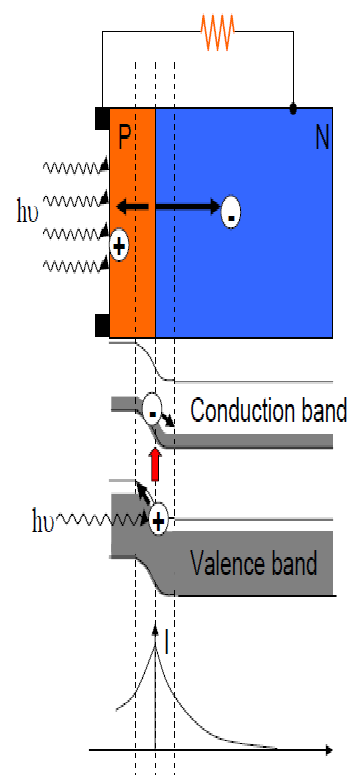 P N
hυ
-
+
-
Conduction band
hυ
+
Valence band
I